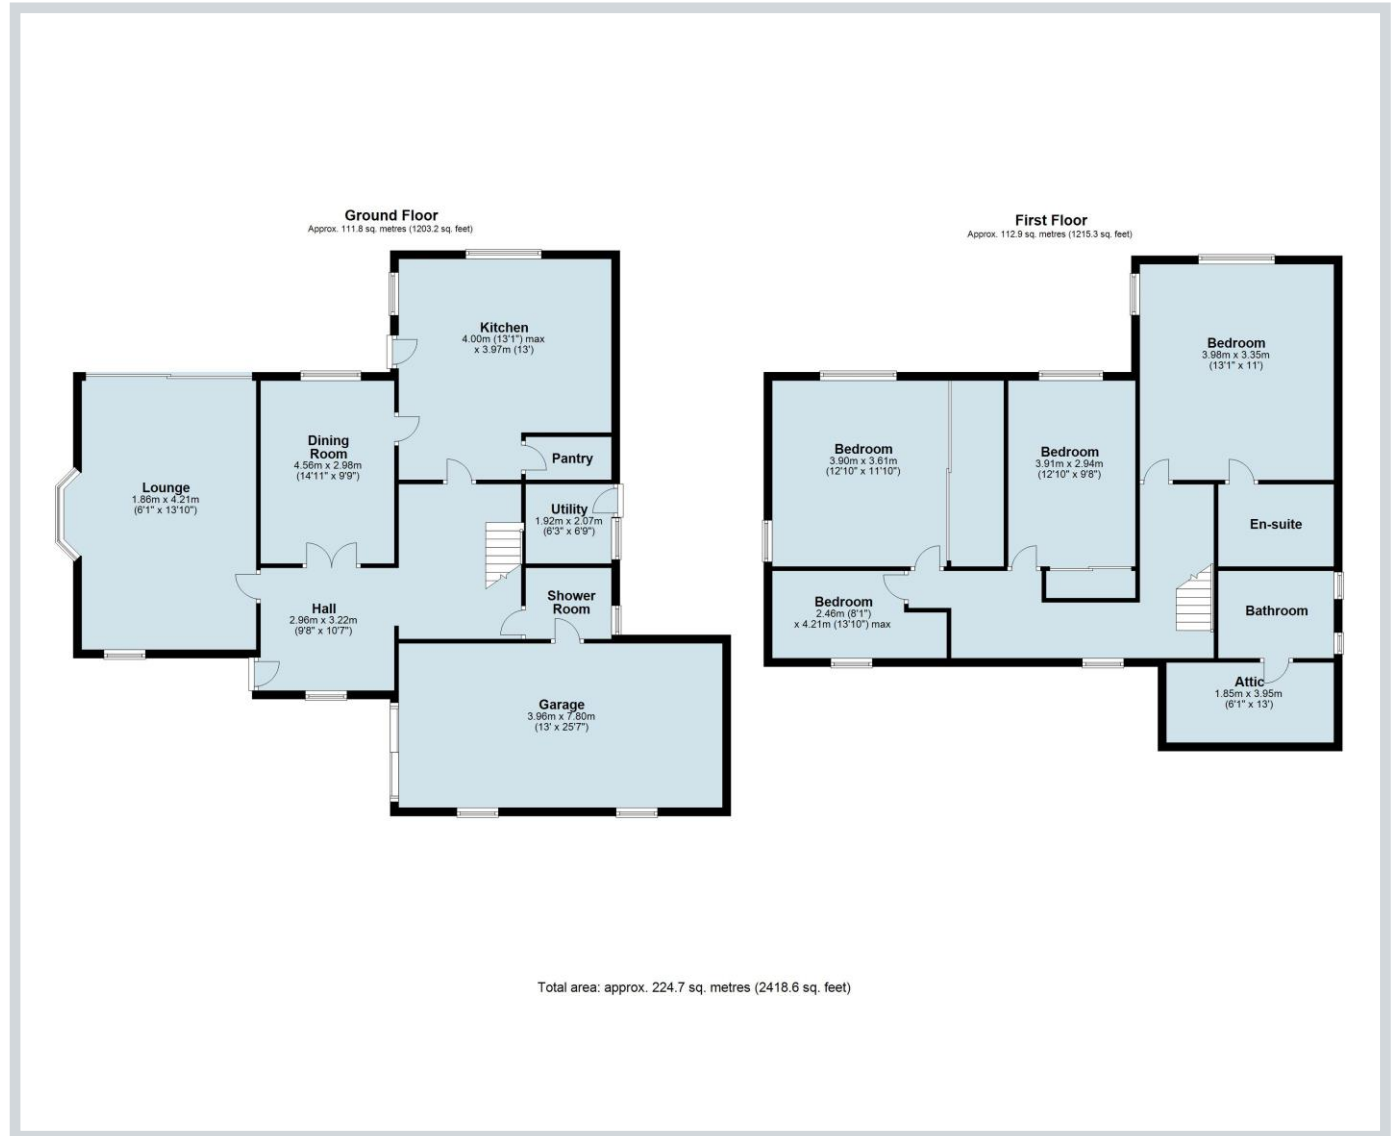 Ground Floor
Approx. 111.8 sq. metres (1203.2 sq. feet)
Kitchen
4.00m (13'1") max
x 3.97m (13')
Dining
Room
4.56m x 2.98m
(14'11" x 9'9")
Pantry
Lounge
1.86m x 4.21m
(6'1" x 13'10")
Utility
1.92m x 2.07m
(6'3" x 6'9")
Hall
2.96m x 3.22m
(9'8" x 10'7")
Shower
Room
Garage
3.96m x 7.80m
(13' x 25'7")
First Floor
Approx. 112.9 sq. metres (1215.3 sq. feet)
Bedroom
3.98m x 3.35m
(13'1" x 11')
Bedroom
3.90m x 3.61m
(12'10" x 11'10")
Bedroom
3.91m x 2.94m
(12'10" x 9'8")
En-suite
Bedroom
2.46m (8'1")
x 4.21m (13'10") max
Bathroom
Attic
1.85m x 3.95m
(6'1" x 13')
Total area: approx. 224.7 sq. metres (2418.6 sq. feet)